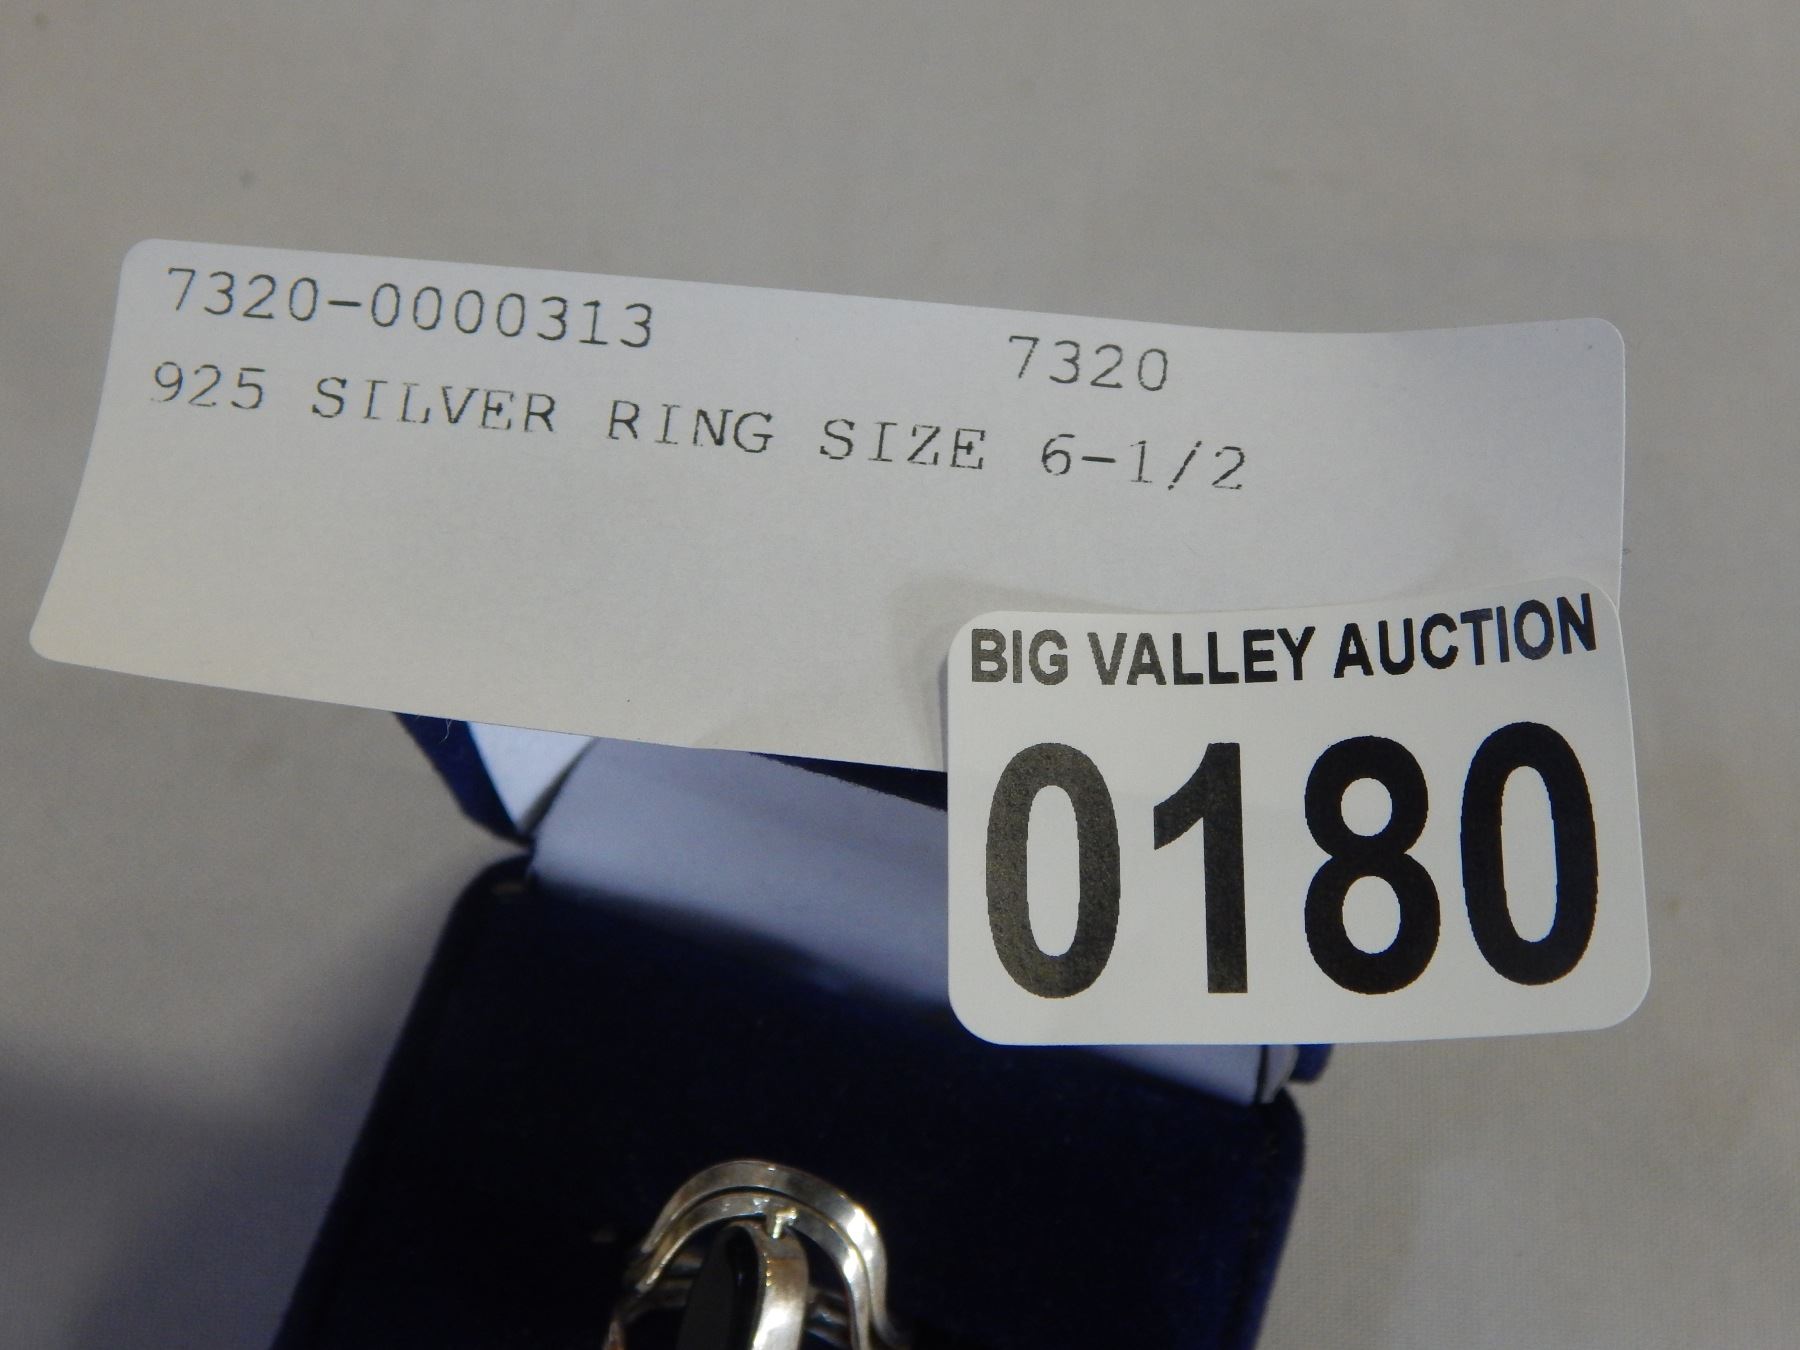 7320-0000313 7320
925 SILVER RING SIZE 6-1/2
BIG VALLEY AUCTION
0180